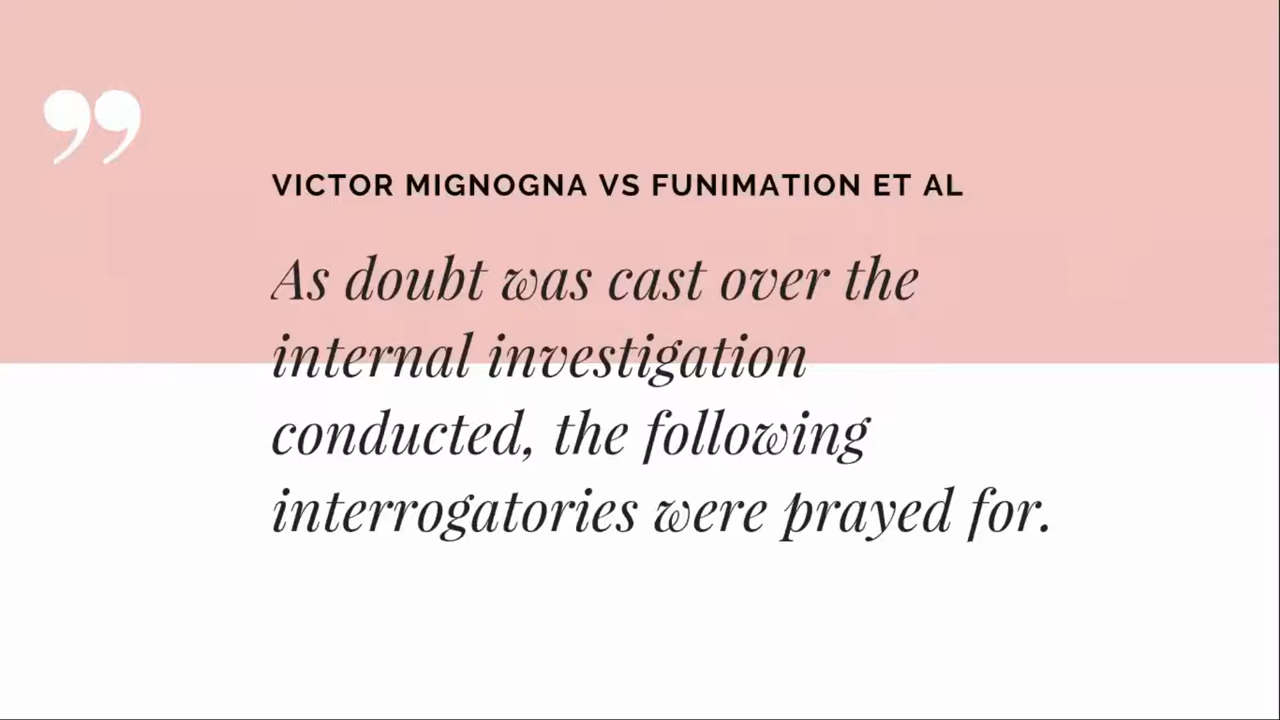 ”
VICTOR MIGNOGNA VS FUNIMATION ET AL
As doubt was cast over the
internal investigation
conducted, the following
interrogatories were prayed for.